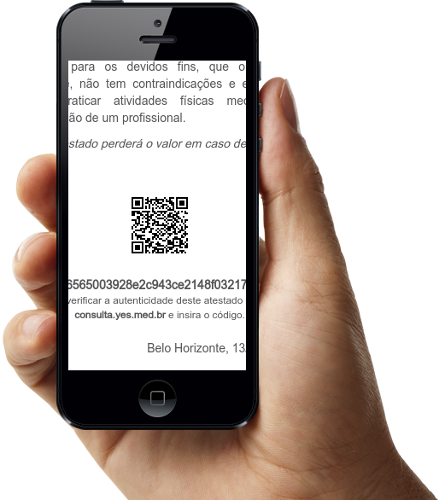 para os devidos fins, que o
, não tem contraindicações e e
raticar atividades físicas med
ão de um profissional.
stado perderá o valor em caso de
6565003928e2c943ce2148f03217
verificar a autenticidade deste atestado
consulta.yes.med.br e insira o código.
Belo Horizonte, 13